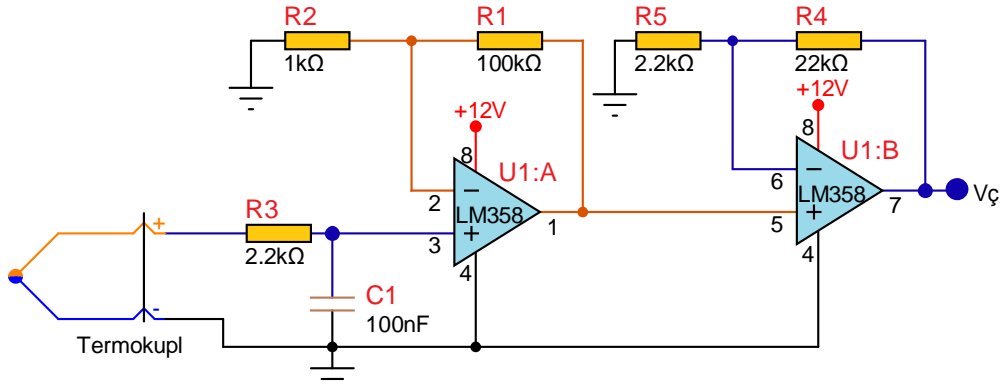 R2
R1
R5
R4
1kΩ
100kΩ
2.2kΩ
22kΩ
+12V
+12V
8
8
U1:A
U1:B
−
−
2
6
LM358
LM358
7
Vç
R3
+
+
+
3
1
5
2.2kΩ
4
4
C1
-
100nF
Termokupl